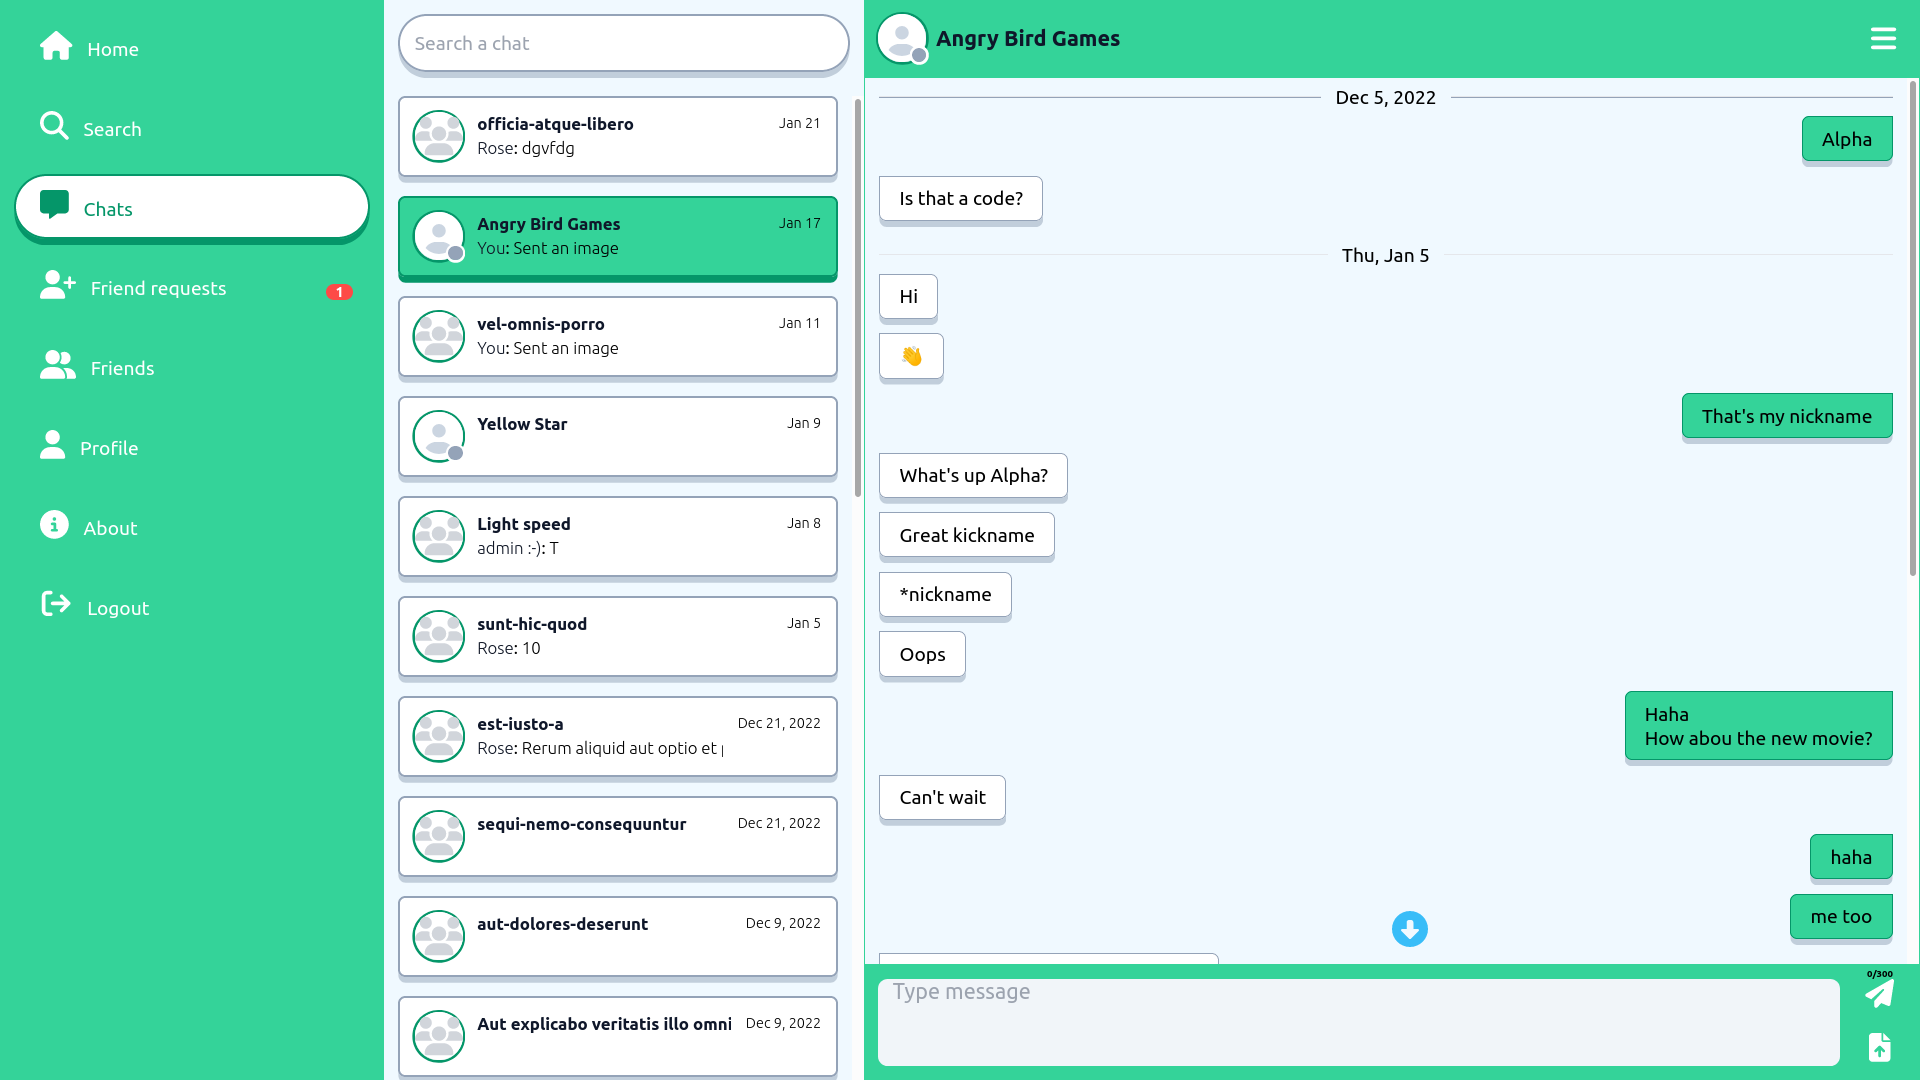 Home
Search
Chats
Friend requests
1
Friends
Profile
About
Logout
Search a chat
officia-atque-libero
Jan 21
Rose: dgvfdg
Angry Bird Games
Jan 17
You: Sent an image
vel-omnis-porro
Jan 11
You: Sent an image
Yellow Star
Jan 9
Light speed
Jan 8
admin :-): T
sunt-hic-quod
Jan 5
Rose: 10
est-iusto-a
Dec 21, 2022
Rose: Rerum aliquid aut optio et
sequi-nemo-consequuntur
Dec 21, 2022
aut-dolores-deserunt
Dec 9, 2022
Aut explicabo veritatis illo omni
Dec 9, 2022
Angry Bird Games
Dec 5, 2022
Alpha
Is that a code?
Thu, Jan 5
Hi
👋
That's my nickname
What's up Alpha?
Great kickname
*nickname
Oops
Haha
How abou the new movie?
Can't wait
haha
me too
Type message
0/300